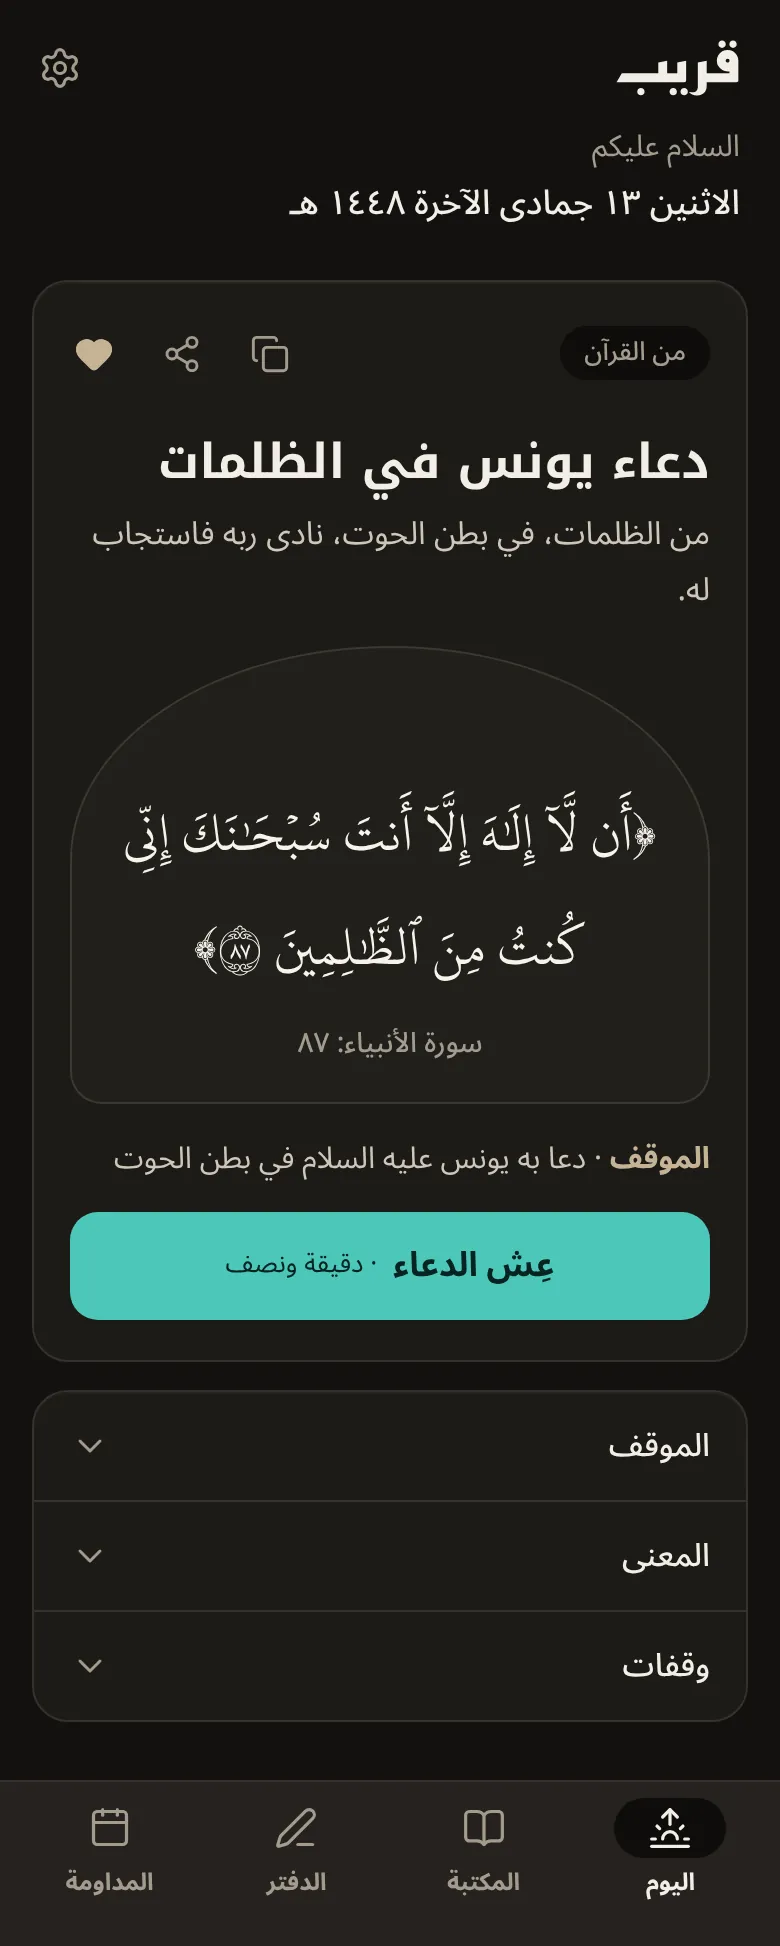 قريب
السلام عليكم
الاثنين ١٣ جمادى الآخرة ١٤٤٨ هـ
من القرآن
دعاء يونس في الظلمات
من الظلمات، في بطن الحوت، نادى ربه فاستجاب
له.
﴿أَن لَّآ إِلَـٰهَ إِلَّآ أَنتَ سُبْحَـٰنَكَ إِنِّى
كُنتُ مِنَ ٱلظَّـٰلِمِينَ ٨٧﴾
سورة الأنبياء: ٨٧
الموقف · دعا به يونس عليه السلام في بطن الحوت
عِش الدعاء · دقيقة ونصف
الموقف
المعنى
وقفات
اليوم
المكتبة
الدفتر
المداومة